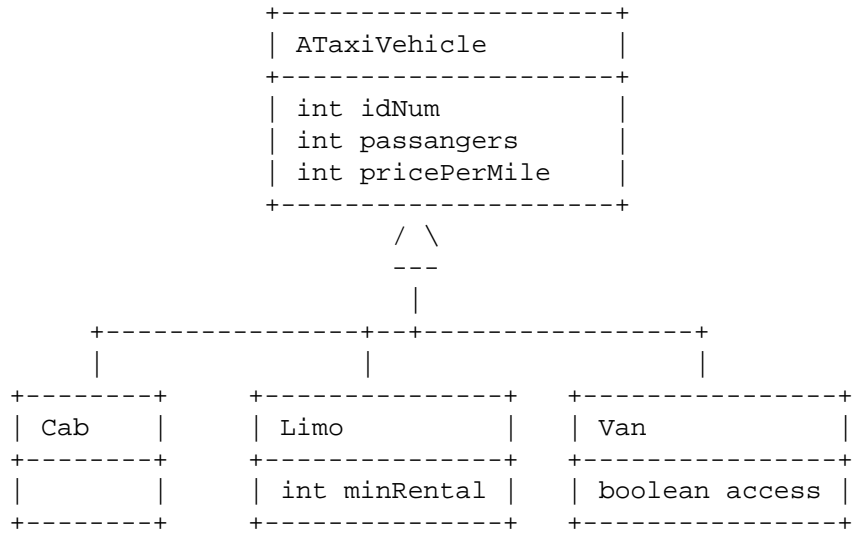 ATaxiVehicle
int idNum
int passangers
int pricePerMile
Cab Limo Van
int minRental boolean access